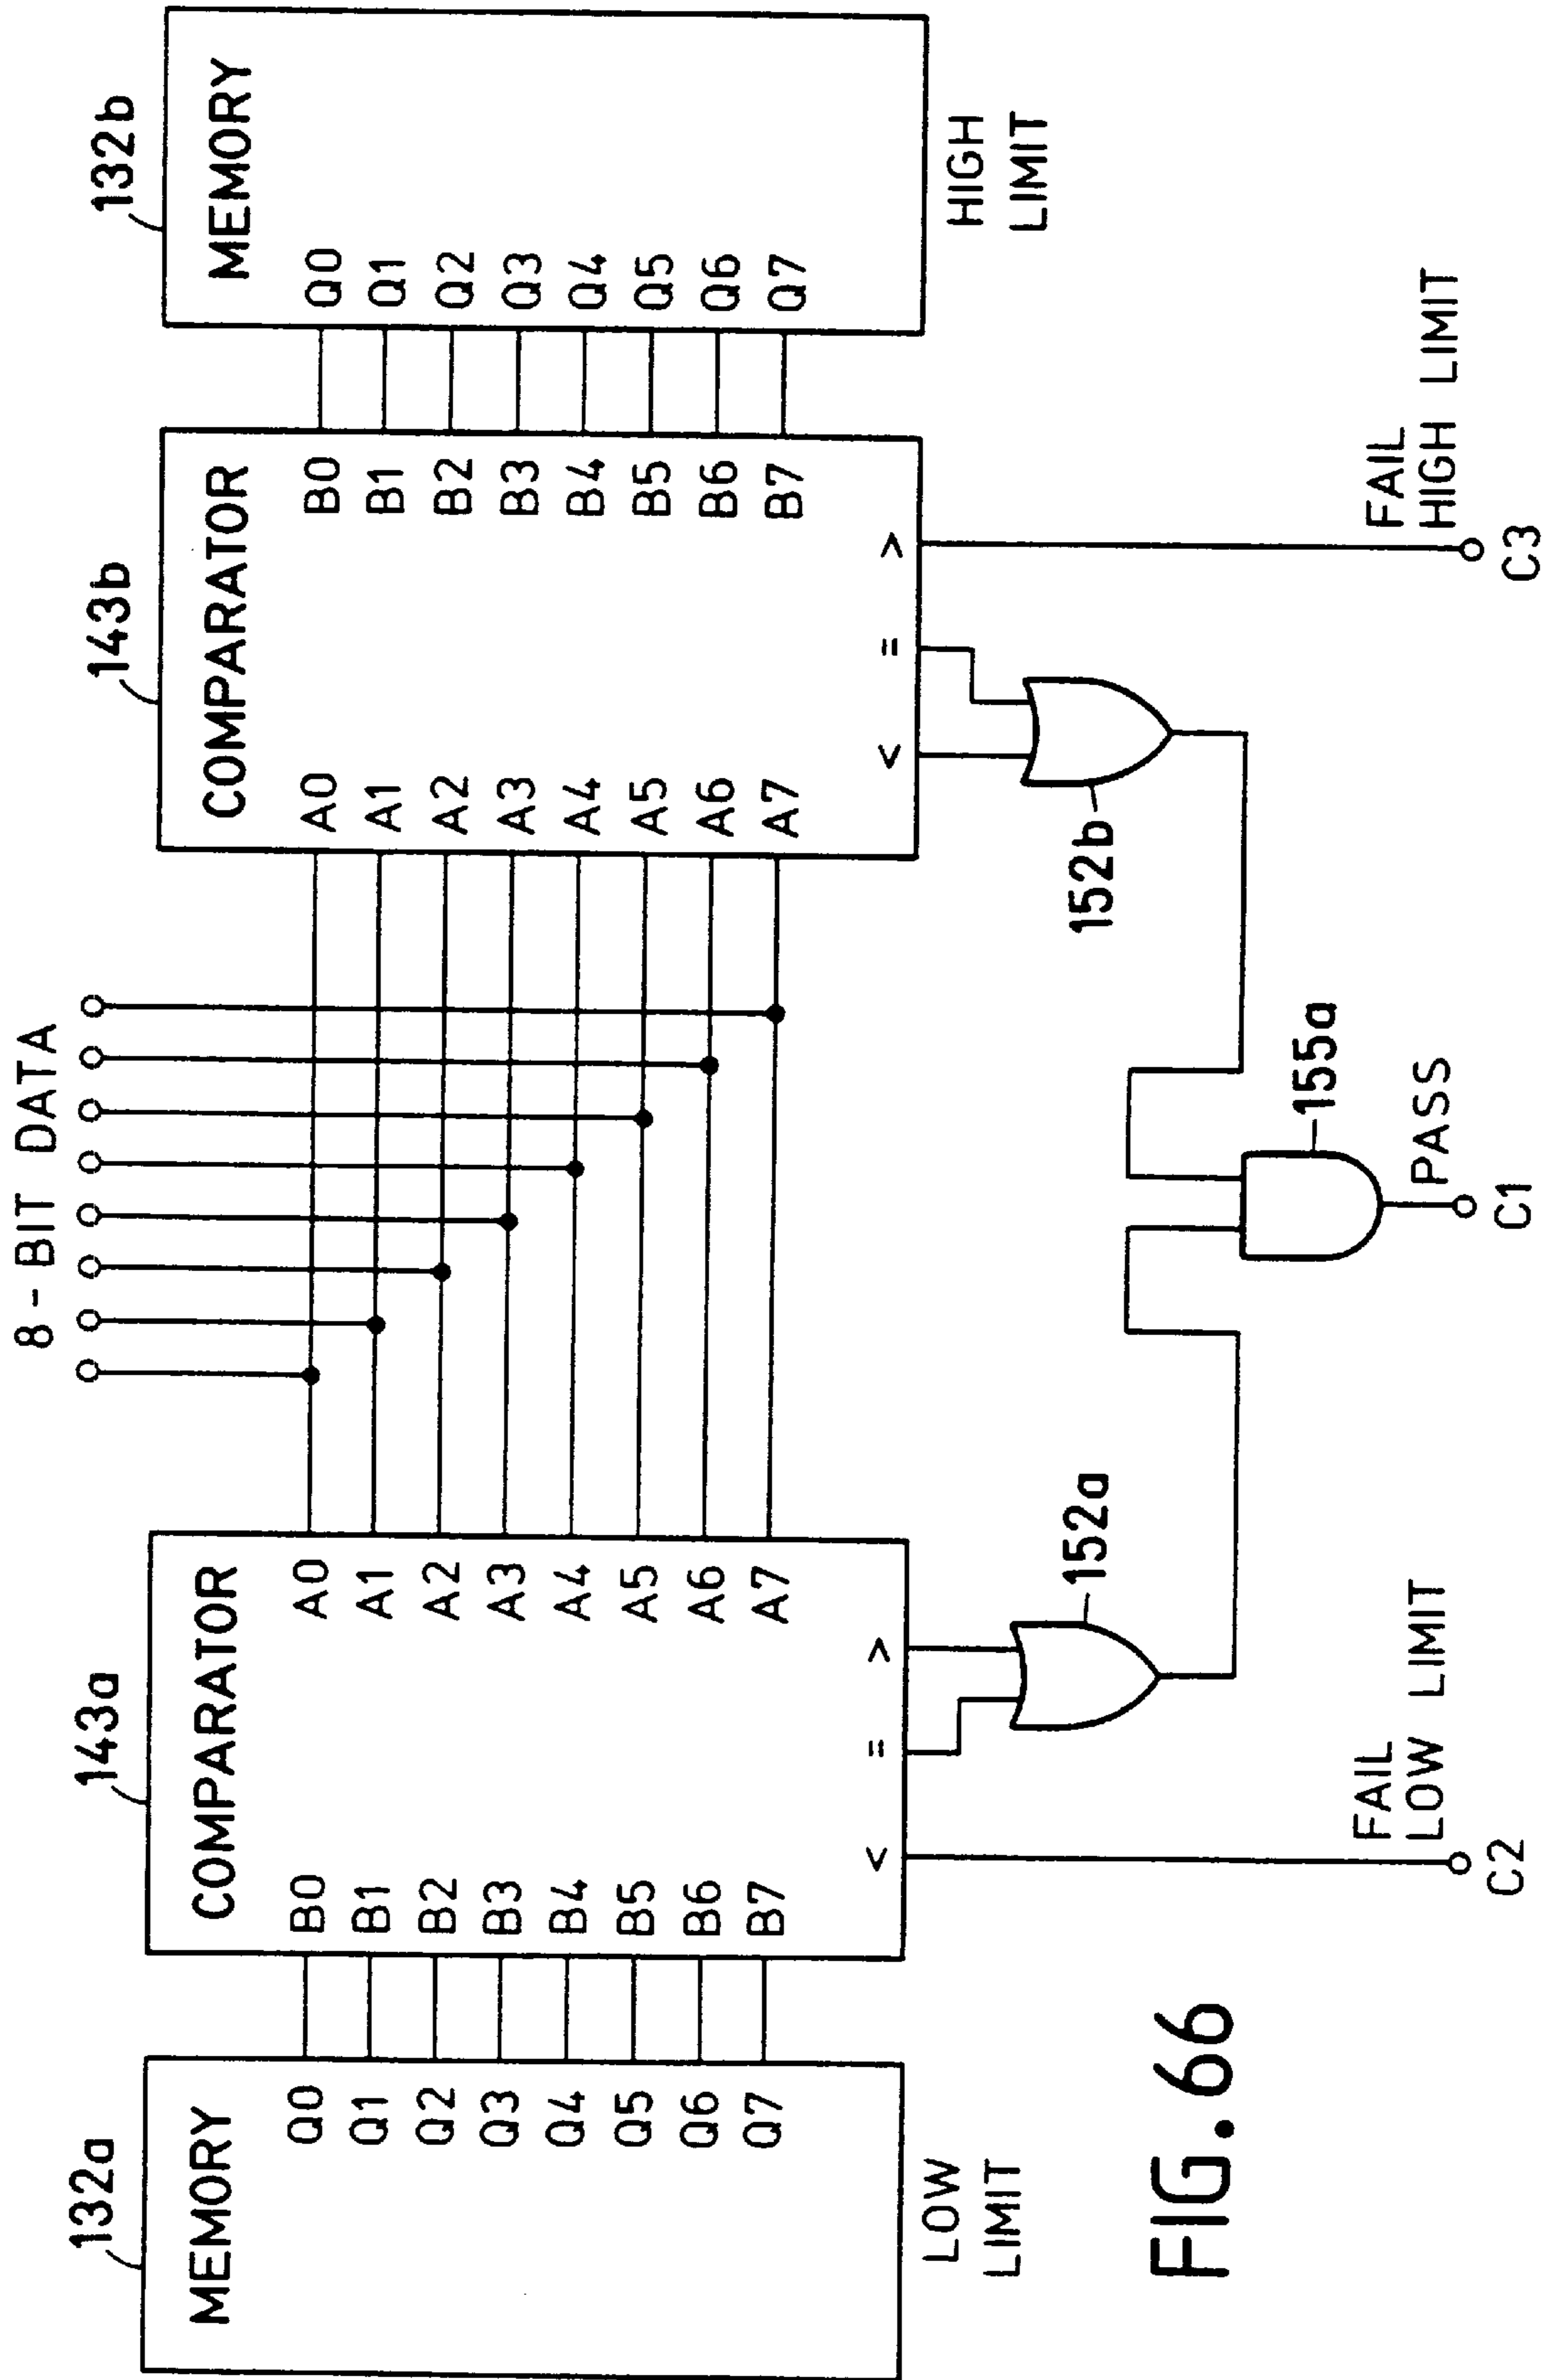 8-BIT DATA
132a
143a
143b
132b
MEMORY
COMPARATOR
COMPARATOR
MEMORY
Q0 B0 A0 A0 B0 Q0
Q1 B1 A1 A1 B1 Q1
Q2 B2 A2 A2 B2 Q2
Q3 B3 A3 A3 B3 Q3
Q4 B4 A4 A4 B4 Q4
Q5 B5 A5 A5 B5 Q5
Q6 B6 A6 A6 B6 Q6
Q7 B7 A7 A7 B7 Q7
< = > < = >
LOW
LIMIT
HIGH
LIMIT
152a
152b
155a
FAIL
LOW LIMIT
C2
PASS
C1
FAIL
HIGH LIMIT
C3
FIG. 66